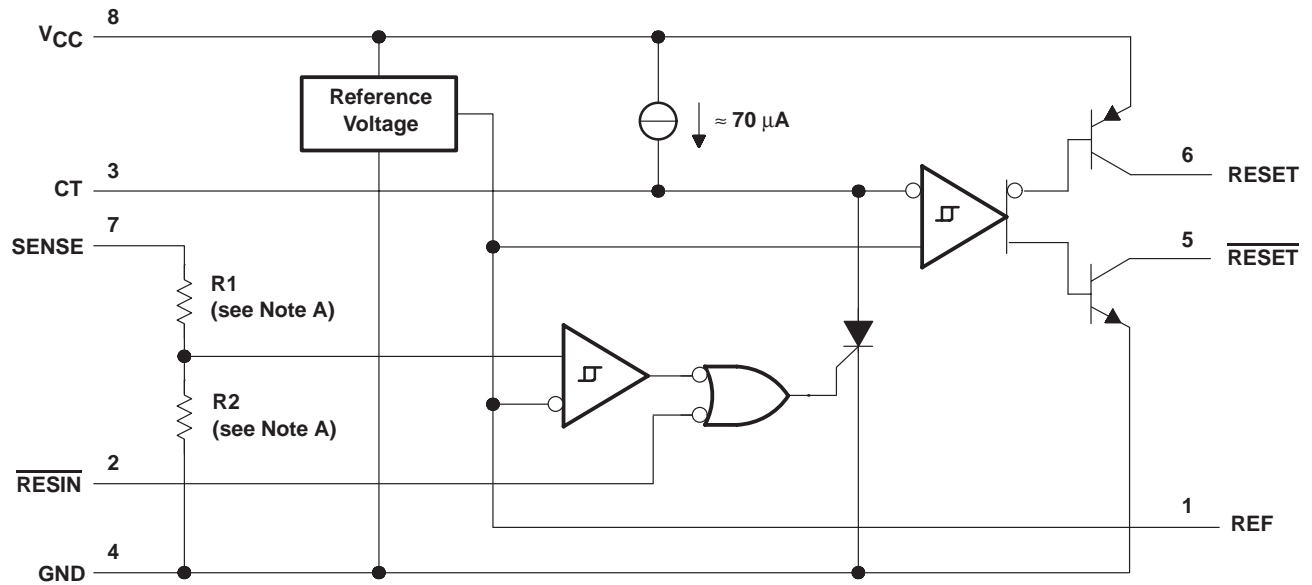 8
VCC
Reference
Voltage
≈ 70 μA
3
CT
6
RESET
7
SENSE
5
RESET
R1
(see Note A)
R2
(see Note A)
2
RESIN
1
REF
4
GND